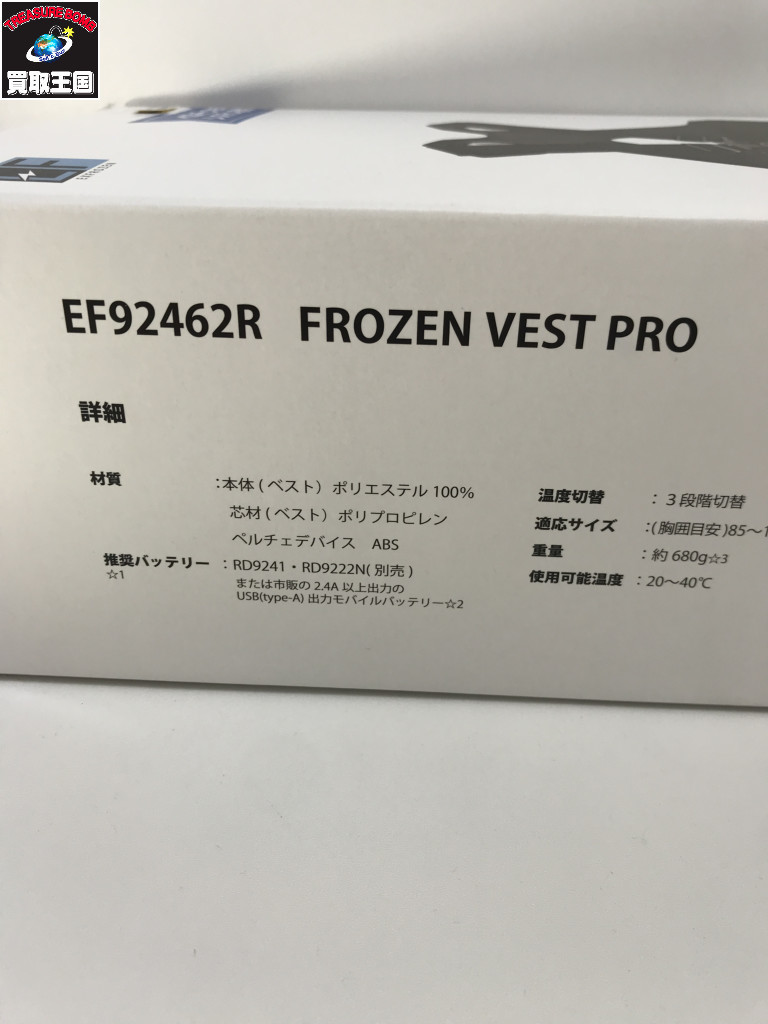 TREASURE BOMB
買取王国
EVFROZEN
EF92462R FROZEN VEST PRO
詳細
材質 :本体(ベスト) ポリエステル 100%
芯材(ベスト) ポリプロピレン
ペルチェデバイス ABS
推奨バッテリー : RD9241・RD9222N(別売)
☆1
または市販の 2.4A 以上出力の
USB(type-A) 出力モバイルバッテリー☆2
温度切替 : 3段階切替
適応サイズ :(胸囲目安)85〜1
重量 : 約 680g☆3
使用可能温度 : 20〜40℃